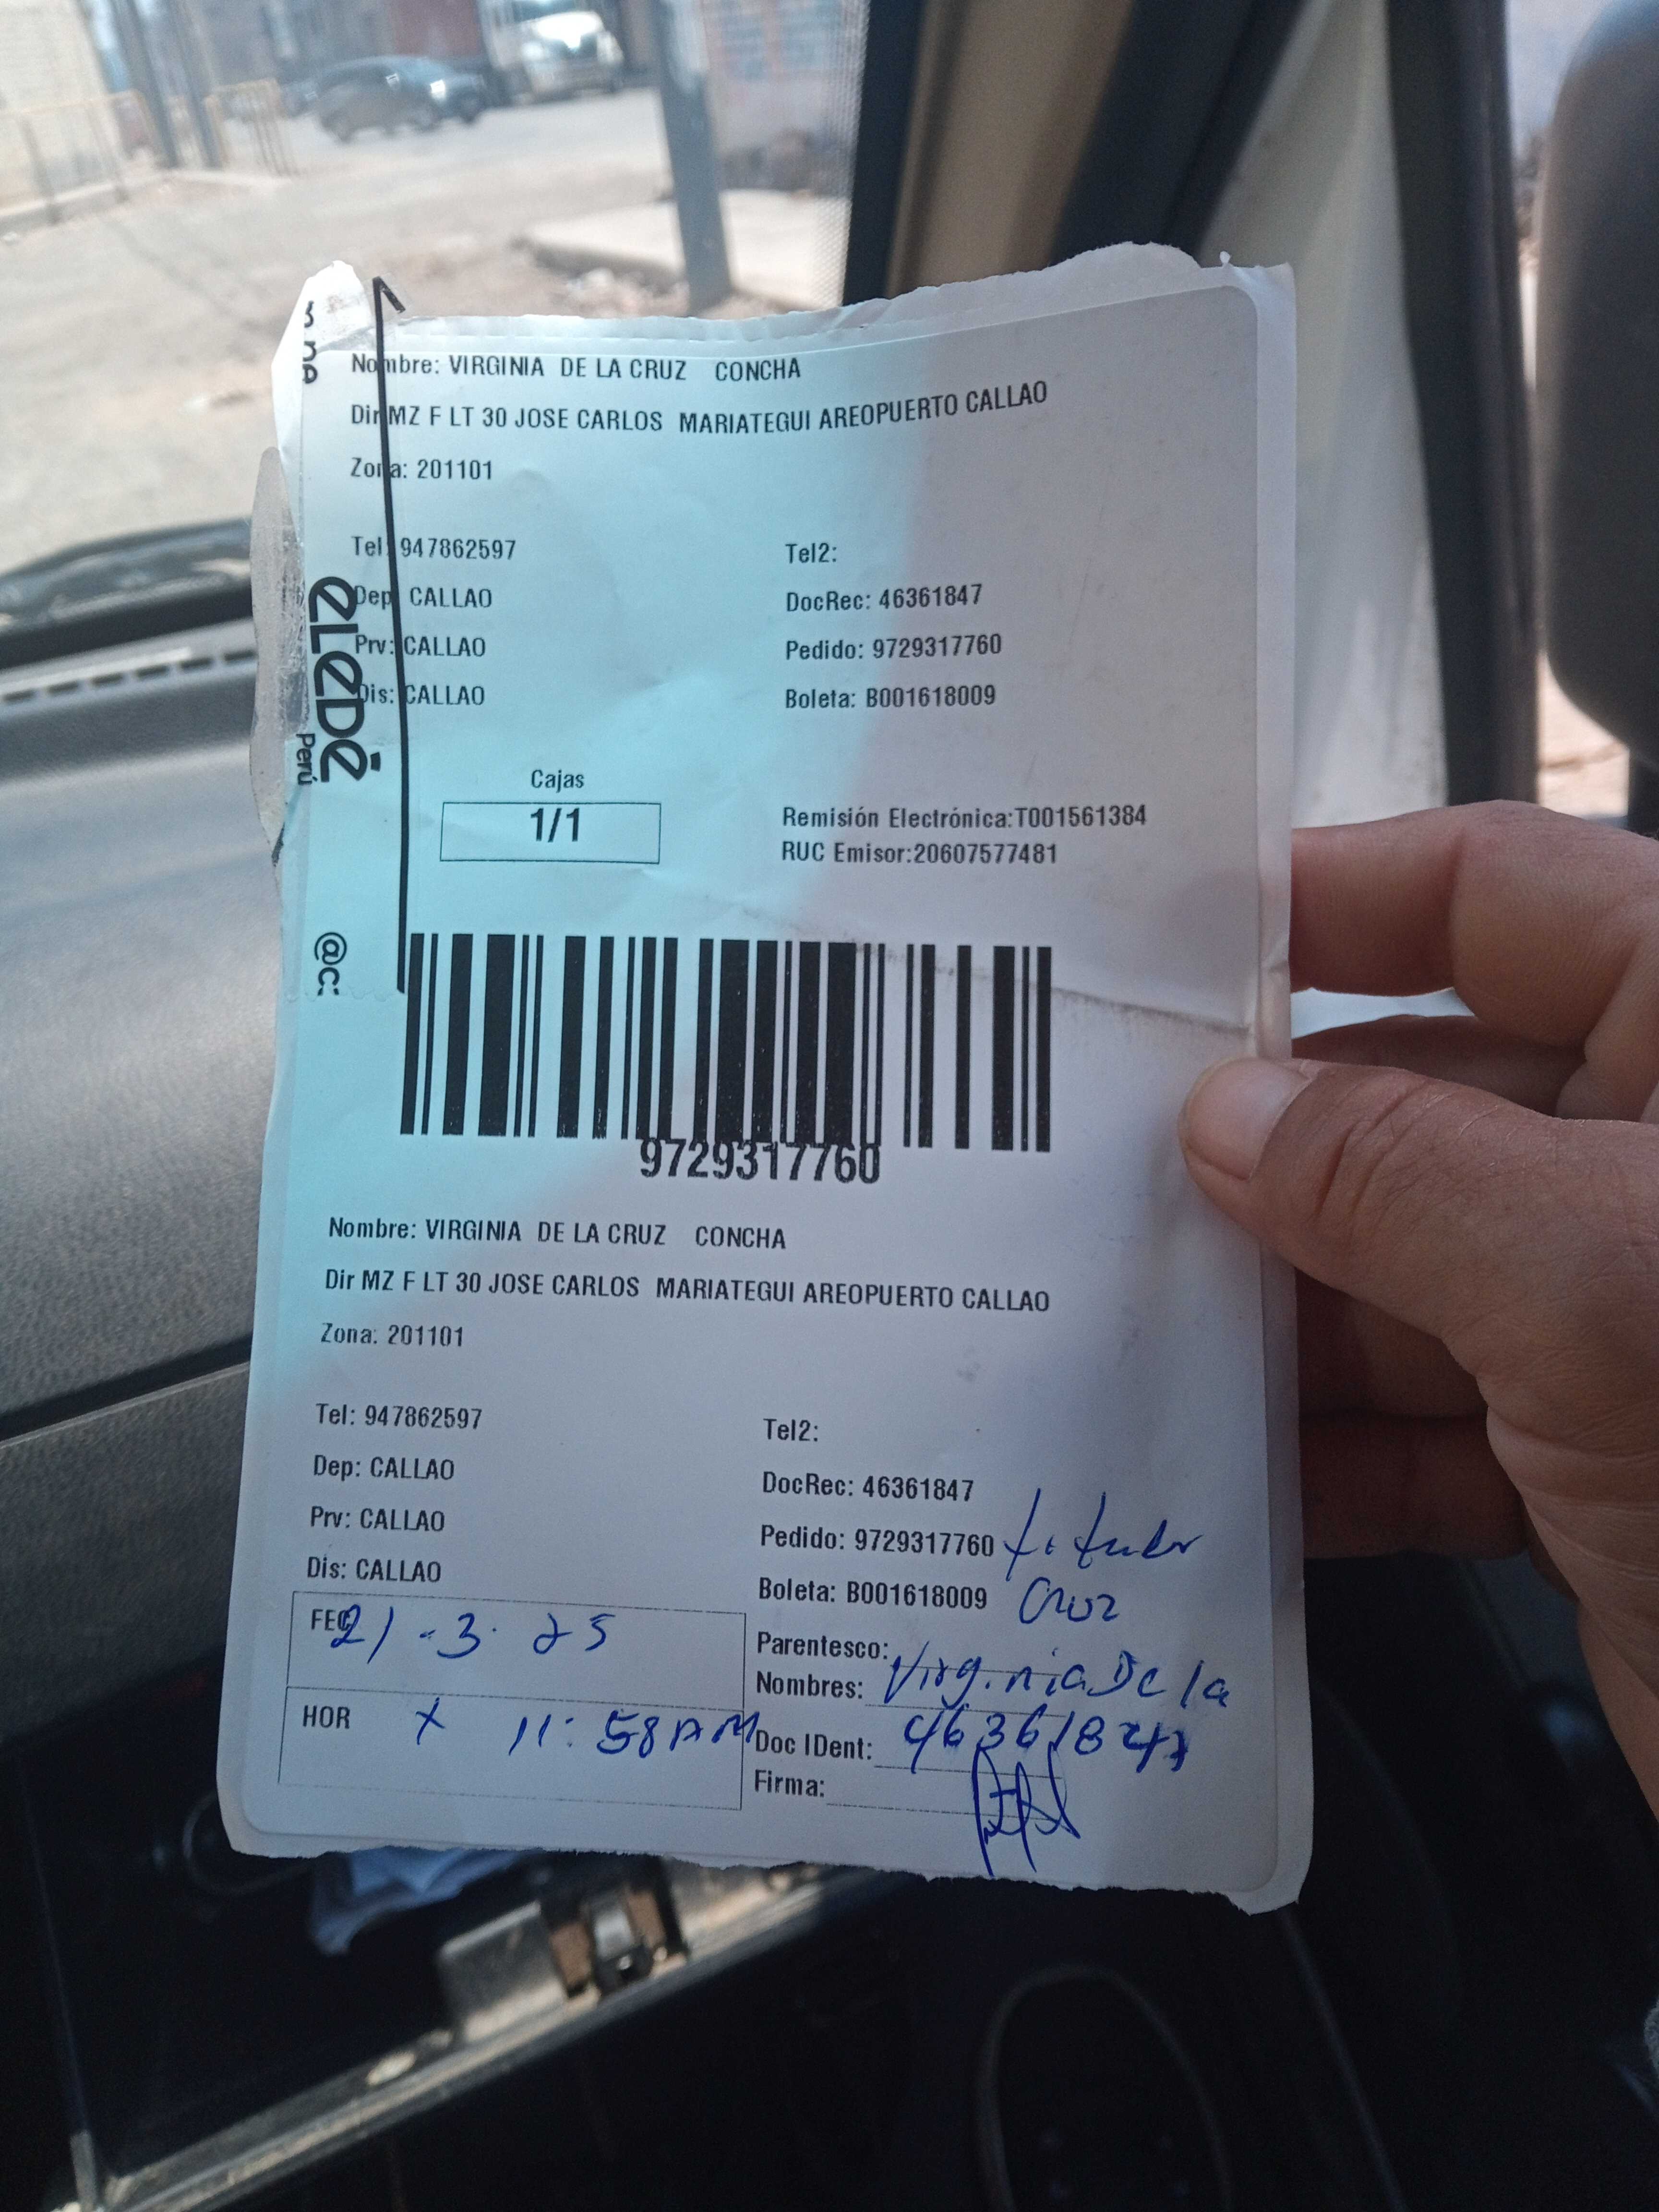 Nombre: VIRGINIA DE LA CRUZ CONCHA
Dir MZ F LT 30 JOSE CARLOS MARIATEGUI AREOPUERTO CALLAO
Zona: 201101
Tel: 947862597
Tel2:
Dep: CALLAO
DocRec: 46361847
Prv: CALLAO
Pedido: 9729317760
Dis: CALLAO
Boleta: B001618009
eLeDē
Perú
@c
Cajas
1/1
Remisión Electrónica:T001561384
RUC Emisor:20607577481
9729317760
Nombre: VIRGINIA DE LA CRUZ CONCHA
Dir MZ F LT 30 JOSE CARLOS MARIATEGUI AREOPUERTO CALLAO
Zona: 201101
Tel: 947862597
Tel2:
Dep: CALLAO
DocRec: 46361847
Prv: CALLAO
Pedido: 9729317760 titular
Dis: CALLAO
Boleta: B001618009 Cruz
FEC 21-3-25
Parentesco:
Nombres: Virginia De la
HOR x 11:58 AM
Doc IDent: 46361847
Firma: